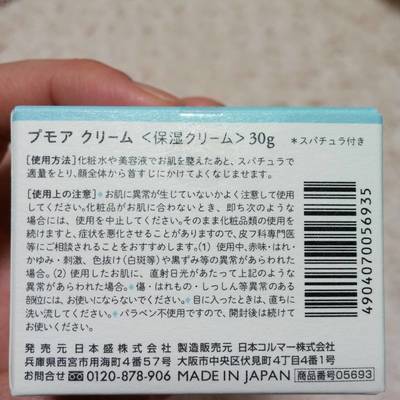 プモア クリーム <保湿クリーム> 30g *スパチュラ付き
[使用方法] 化粧水や美容液でお肌を整えたあと、スパチュラで
適量をとり、顔全体から首すじにかけてよくなじませます。
[使用上の注意] *お肌に異常が生じていないかよく注意して使用
してください。化粧品がお肌に合わないとき、即ち次のような
場合には、使用を中止してください。そのまま化粧品類の使用を
続けますと、症状を悪化させることがありますので、皮フ科専門医
等にご相談されることをおすすめします。(1) 使用中、赤味・はれ・
かゆみ・刺激、色抜け(白斑等)や黒ずみ等の異常があらわれた
場合。(2) 使用したお肌に、直射日光があたって上記のような
異常があらわれた場合。*傷・はれもの・しっしん等、異常のある
部位には、お使いにならないでください。*目に入ったときは、直ちに
洗い流してください。*パラベン不使用ですので、開封後は続けて
お使いください。
発売元 日本盛株式会社 製造販売元 日本コルマー株式会社
兵庫県西宮市用海町4番57号 大阪市中央区伏見町4丁目4番1号
お問合せ 0120-878-906 MADE IN JAPAN [商品番号]05693
4904070056935